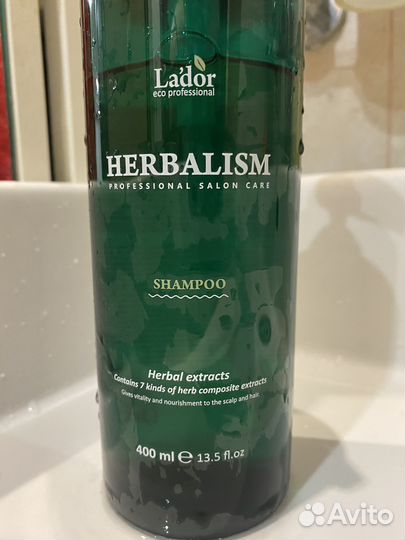 La'dor
eco professional
HERBALISM
PROFESSIONAL SALON CARE
SHAMPOO
Herbal extracts
Contains 7 kinds of herb composite extracts
Gives vitality and nourishment to the scalp and hair.
400 ml ℮ 13.5 fl.oz
Avito